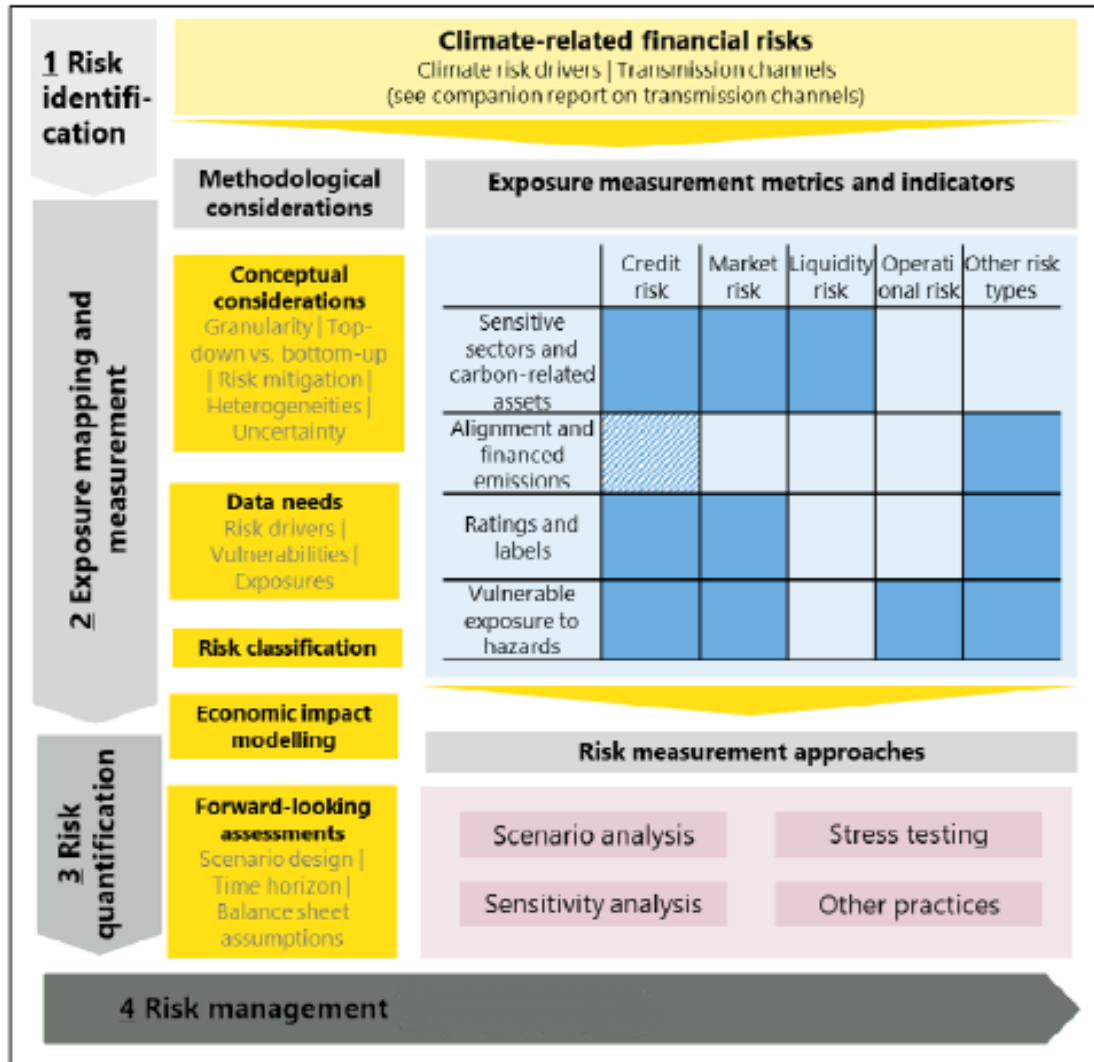 1 Risk
identifi-
cation
Climate-related financial risks
Climate risk drivers | Transmission channels
(see companion report on transmission channels)
2 Exposure mapping and
measurement
Methodological
considerations
Conceptual
considerations
Granularity | Top-
down vs. bottom-up
| Risk mitigation |
Heterogeneities |
Uncertainty
Data needs
Risk drivers |
Vulnerabilities |
Exposures
Risk classification
Economic impact
modelling
Exposure measurement metrics and indicators
Credit
risk
Market
risk
Liquidity
risk
Operati
onal risk
Other risk
types
Sensitive
sectors and
carbon-related
assets
Alignment and
financed
emissions
Ratings and
labels
Vulnerable
exposure to
hazards
3 Risk
quantification
Forward-looking
assessments
Scenario design |
Time horizon |
Balance sheet
assumptions
Risk measurement approaches
Scenario analysis
Stress testing
Sensitivity analysis
Other practices
4 Risk management